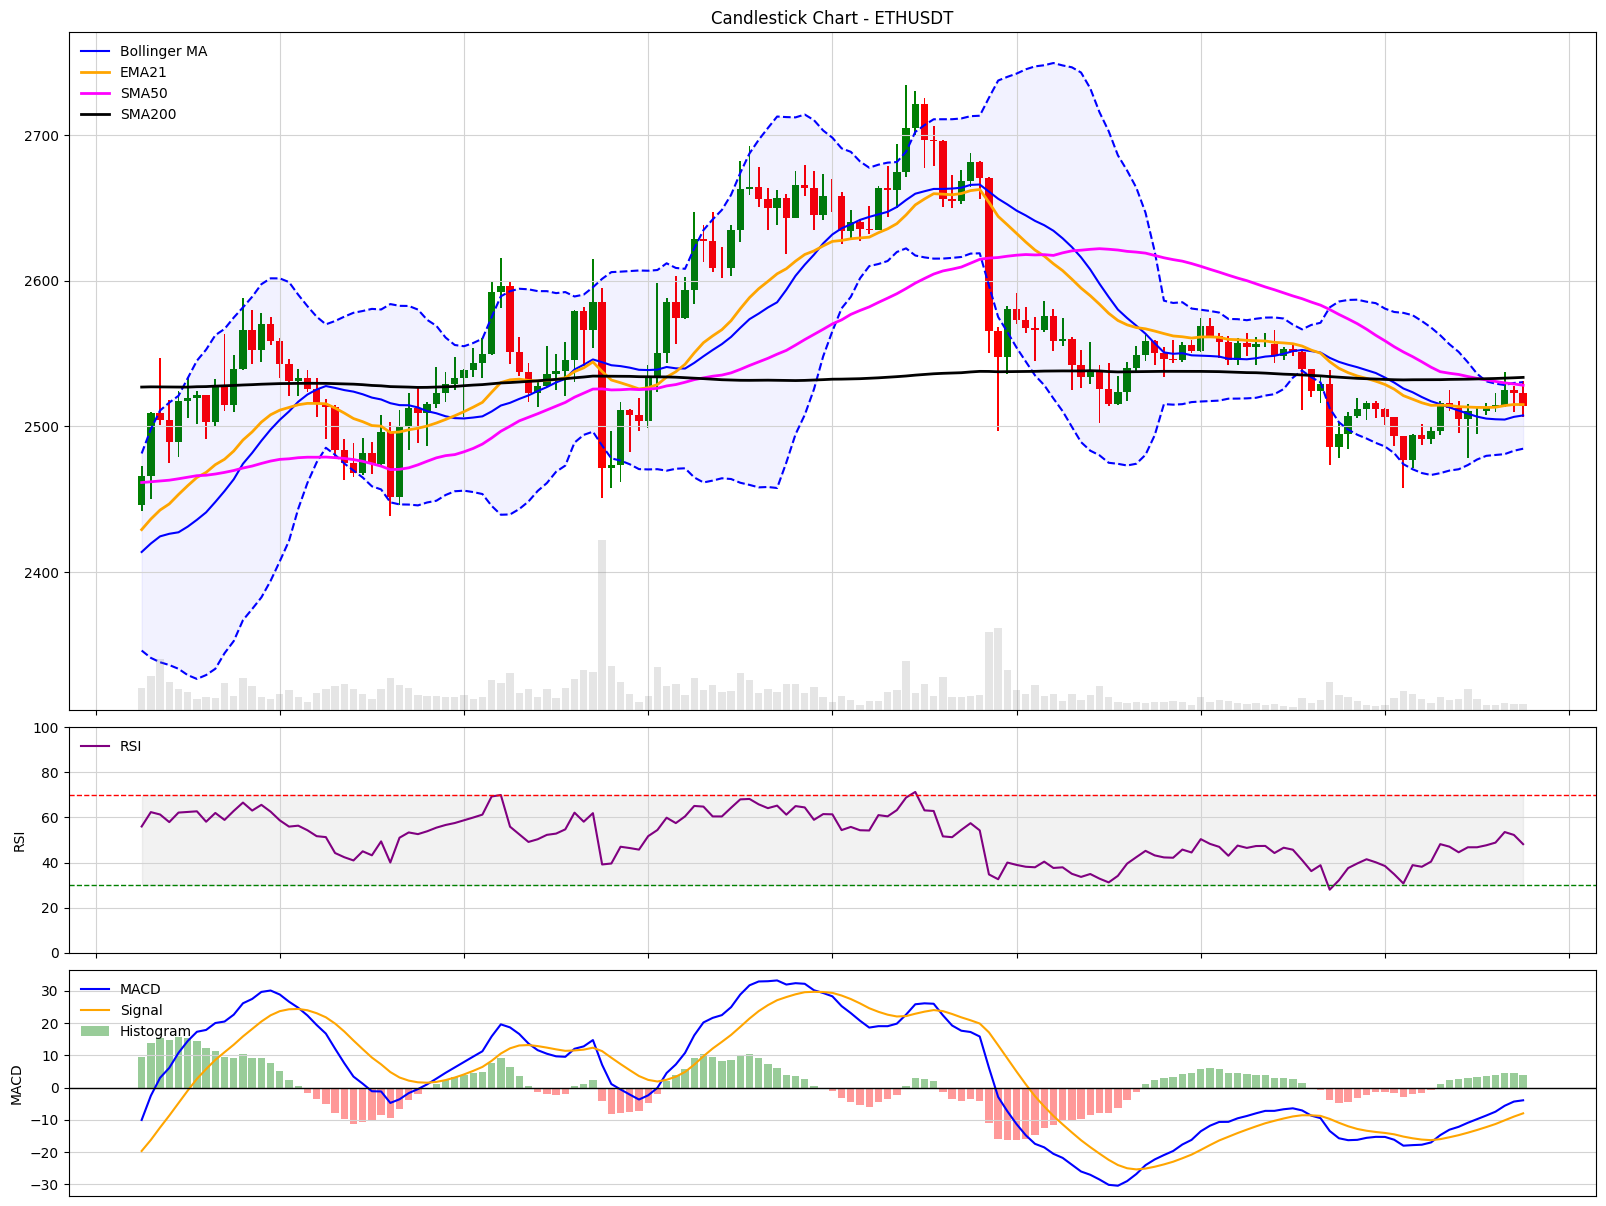 Candlestick Chart - ETHUSDT
Bollinger MA
EMA21
SMA50
SMA200
2700
2600
2500
2400
100
80
60
40
20
0
RSI
RSI
30
20
10
0
−10
−20
−30
MACD
MACD
Signal
Histogram